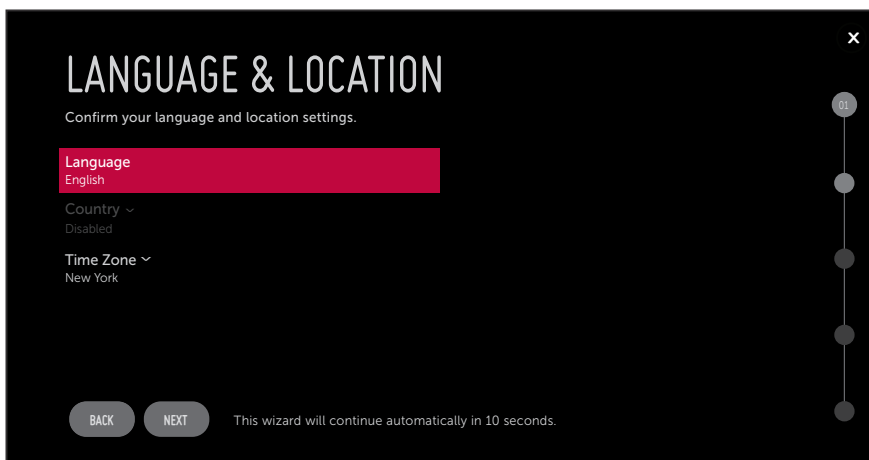 X
LANGUAGE & LOCATION
Confirm your language and location settings.
01
Language
English
Country
Disabled
Time Zone
New York
BACK NEXT This wizard will continue automatically in 10 seconds.